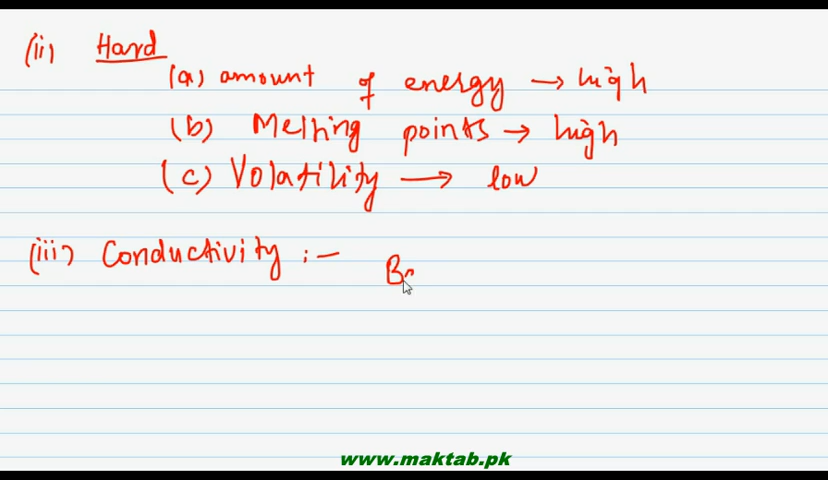 (ii) Hard
(a) amount of energy → high
(b) Melting points → high
(c) Volatility → low
(iii) Conductivity :-
www.maktab.pk